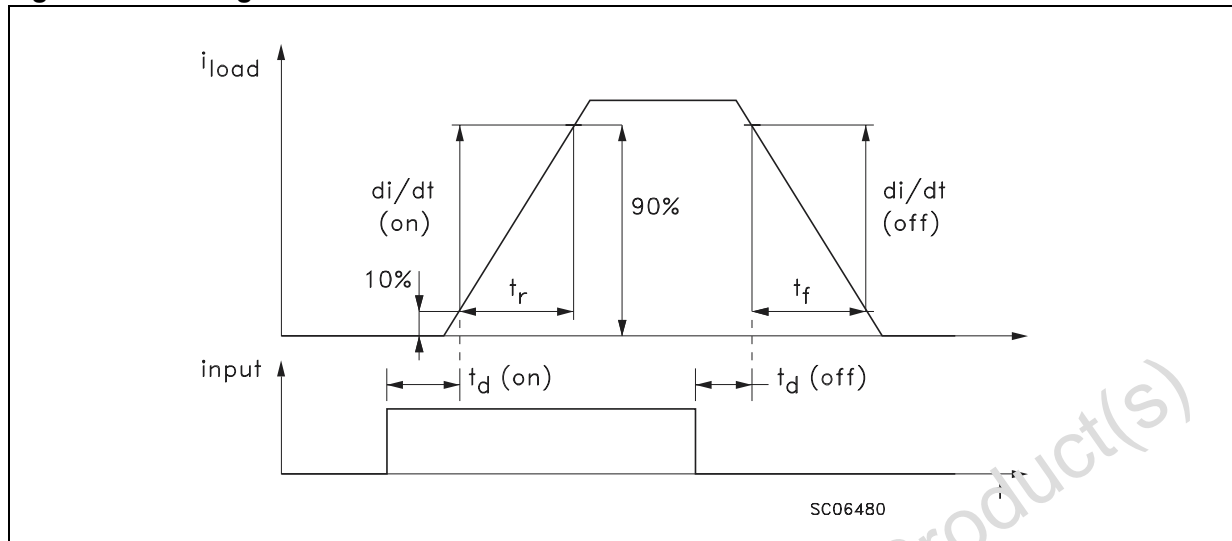 i_load
di/dt
(on)
90%
di/dt
(off)
10%
t_r
t_f
input
t_d (on)
t_d (off)
SC06480